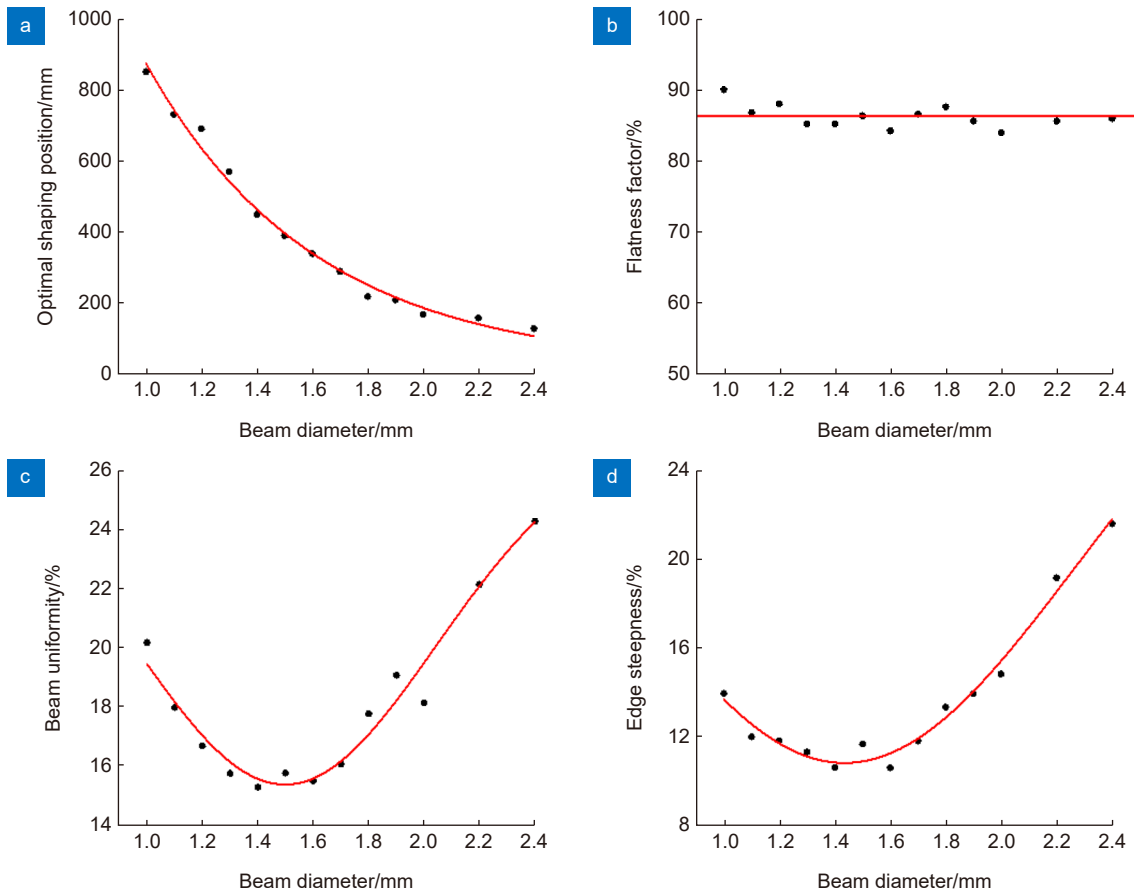 a
1000
800
600
400
200
0
Optimal shaping position/mm
1.0 1.2 1.4 1.6 1.8 2.0 2.2 2.4
Beam diameter/mm
b
100
90
80
70
60
50
Flatness factor/%
1.0 1.2 1.4 1.6 1.8 2.0 2.2 2.4
Beam diameter/mm
c
26
24
22
20
18
16
14
Beam uniformity/%
1.0 1.2 1.4 1.6 1.8 2.0 2.2 2.4
Beam diameter/mm
d
24
20
16
12
8
Edge steepness/%
1.0 1.2 1.4 1.6 1.8 2.0 2.2 2.4
Beam diameter/mm